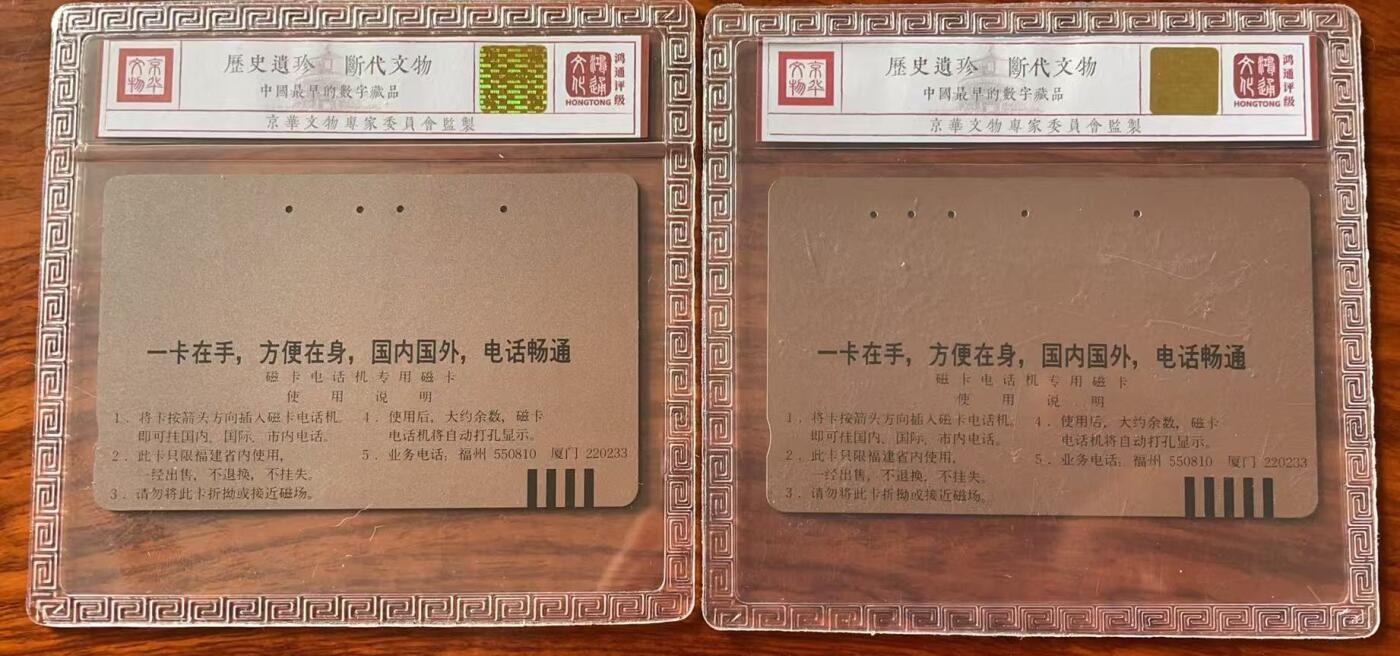 京华文物
歷史遺珍 斷代文物
中國最早的數字藏品
京華文物專家委員會監製
鴻通文化
HONGTONG
鸿通评级
一卡在手，方便在身，国内国外，电话畅通
磁卡电话机专用磁卡
使用说明
1．将卡按箭头方向插入磁卡电话机
即可挂国内、国际、市内电话。
2．此卡只限福建省内使用，
一经出售，不退换，不挂失。
3．请勿将此卡折拗或接近磁场。
4．使用后，大约余数，磁卡
电话机将自动打孔显示。
5．业务电话：福州 550810 厦门 220233
京华文物
歷史遺珍 斷代文物
中國最早的數字藏品
京華文物專家委員會監製
鴻通文化
HONGTONG
鸿通评级
一卡在手，方便在身，国内国外，电话畅通
磁卡电话机专用磁卡
使用说明
1．将卡按箭头方向插入磁卡电话机
即可挂国内、国际、市内电话。
2．此卡只限福建省内使用，
一经出售，不退换，不挂失。
3．请勿将此卡折拗或接近磁场。
4．使用后，大约余数，磁卡
电话机将自动打孔显示。
5．业务电话：福州 550810 厦门 220233